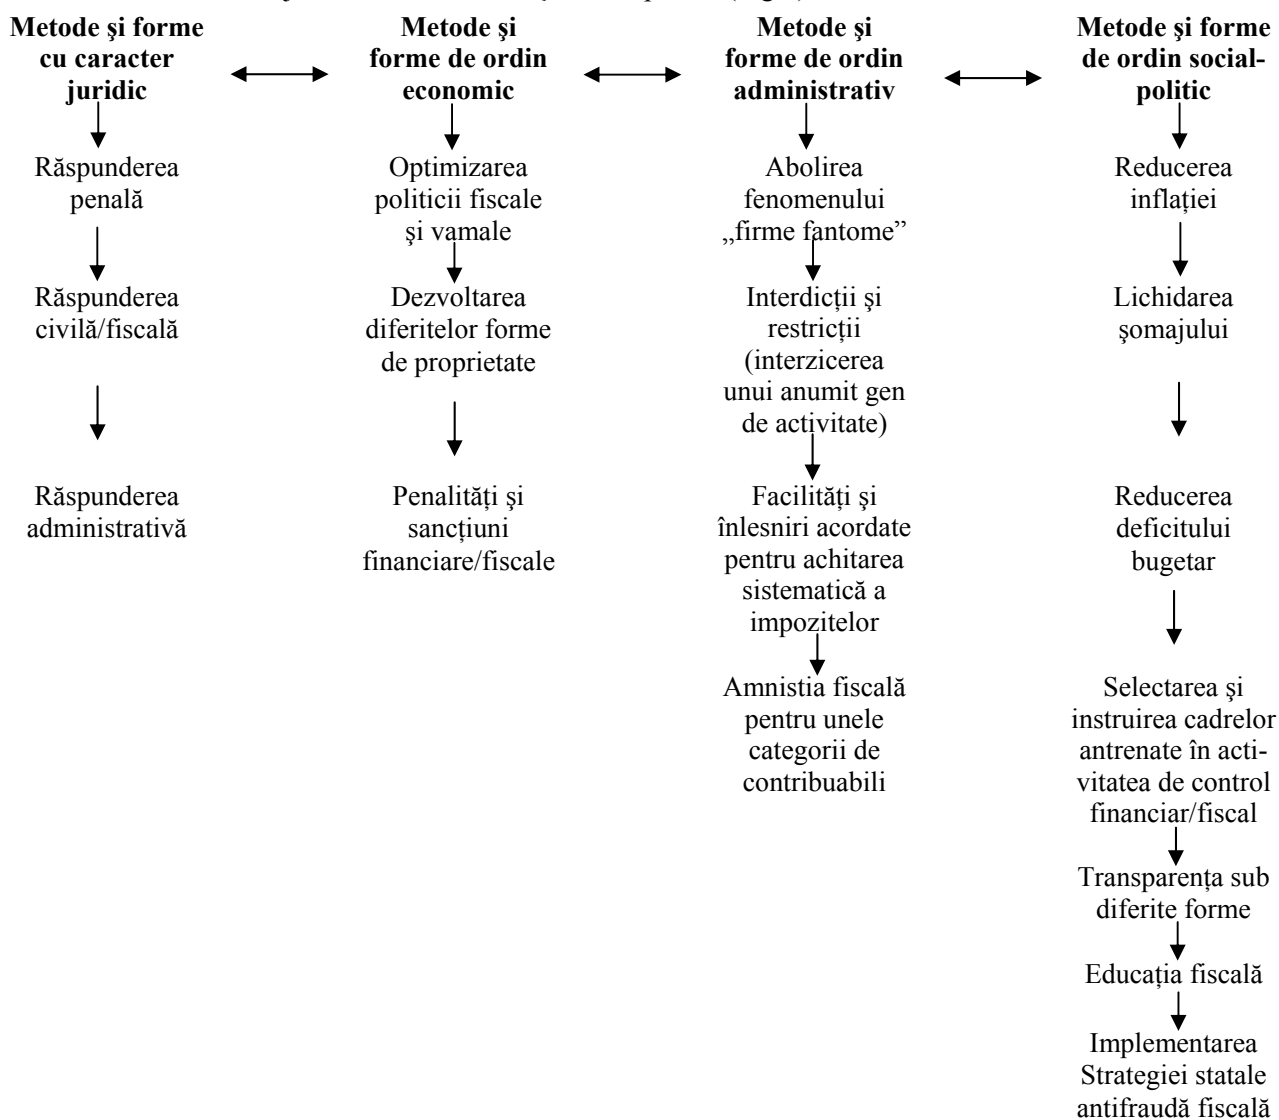 Metode şi forme
cu caracter
juridic
Răspunderea
penală
Răspunderea
civilă/fiscală
Răspunderea
administrativă
Metode şi
forme de ordin
economic
Optimizarea
politicii fiscale
şi vamale
Dezvoltarea
diferitelor forme
de proprietate
Penalităţi şi
sancţiuni
financiare/fiscale
Metode şi
forme de ordin
administrativ
Abolirea
fenomenului
„firme fantome”
Interdicţii şi
restricţii
(interzicerea
unui anumit gen
de activitate)
Facilităţi şi
înlesniri acordate
pentru achitarea
sistematică a
impozitelor
Amnistia fiscală
pentru unele
categorii de
contribuabili
Metode şi forme
de ordin social-
politic
Reducerea
inflaţiei
Lichidarea
şomajului
Reducerea
deficitului
bugetar
Selectarea şi
instruirea cadrelor
antrenate în acti-
vitatea de control
financiar/fiscal
Transparenţa sub
diferite forme
Educaţia fiscală
Implementarea
Strategiei statale
antifraudă fiscală